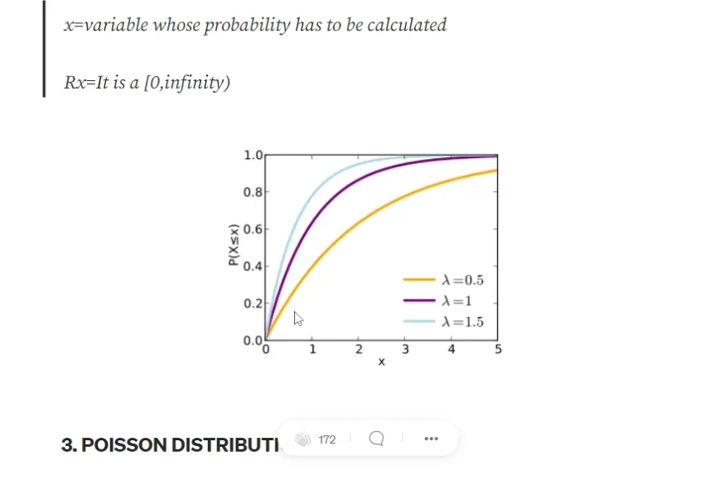 x=variable whose probability has to be calculated
Rx=It is a [0,infinity)
1.0
0.8
0.6
0.4
0.2
0.0
P(X≤x)
λ=0.5
λ=1
λ=1.5
0 1 2 3 4 5
x
3. POISSON DISTRIBUTI
172